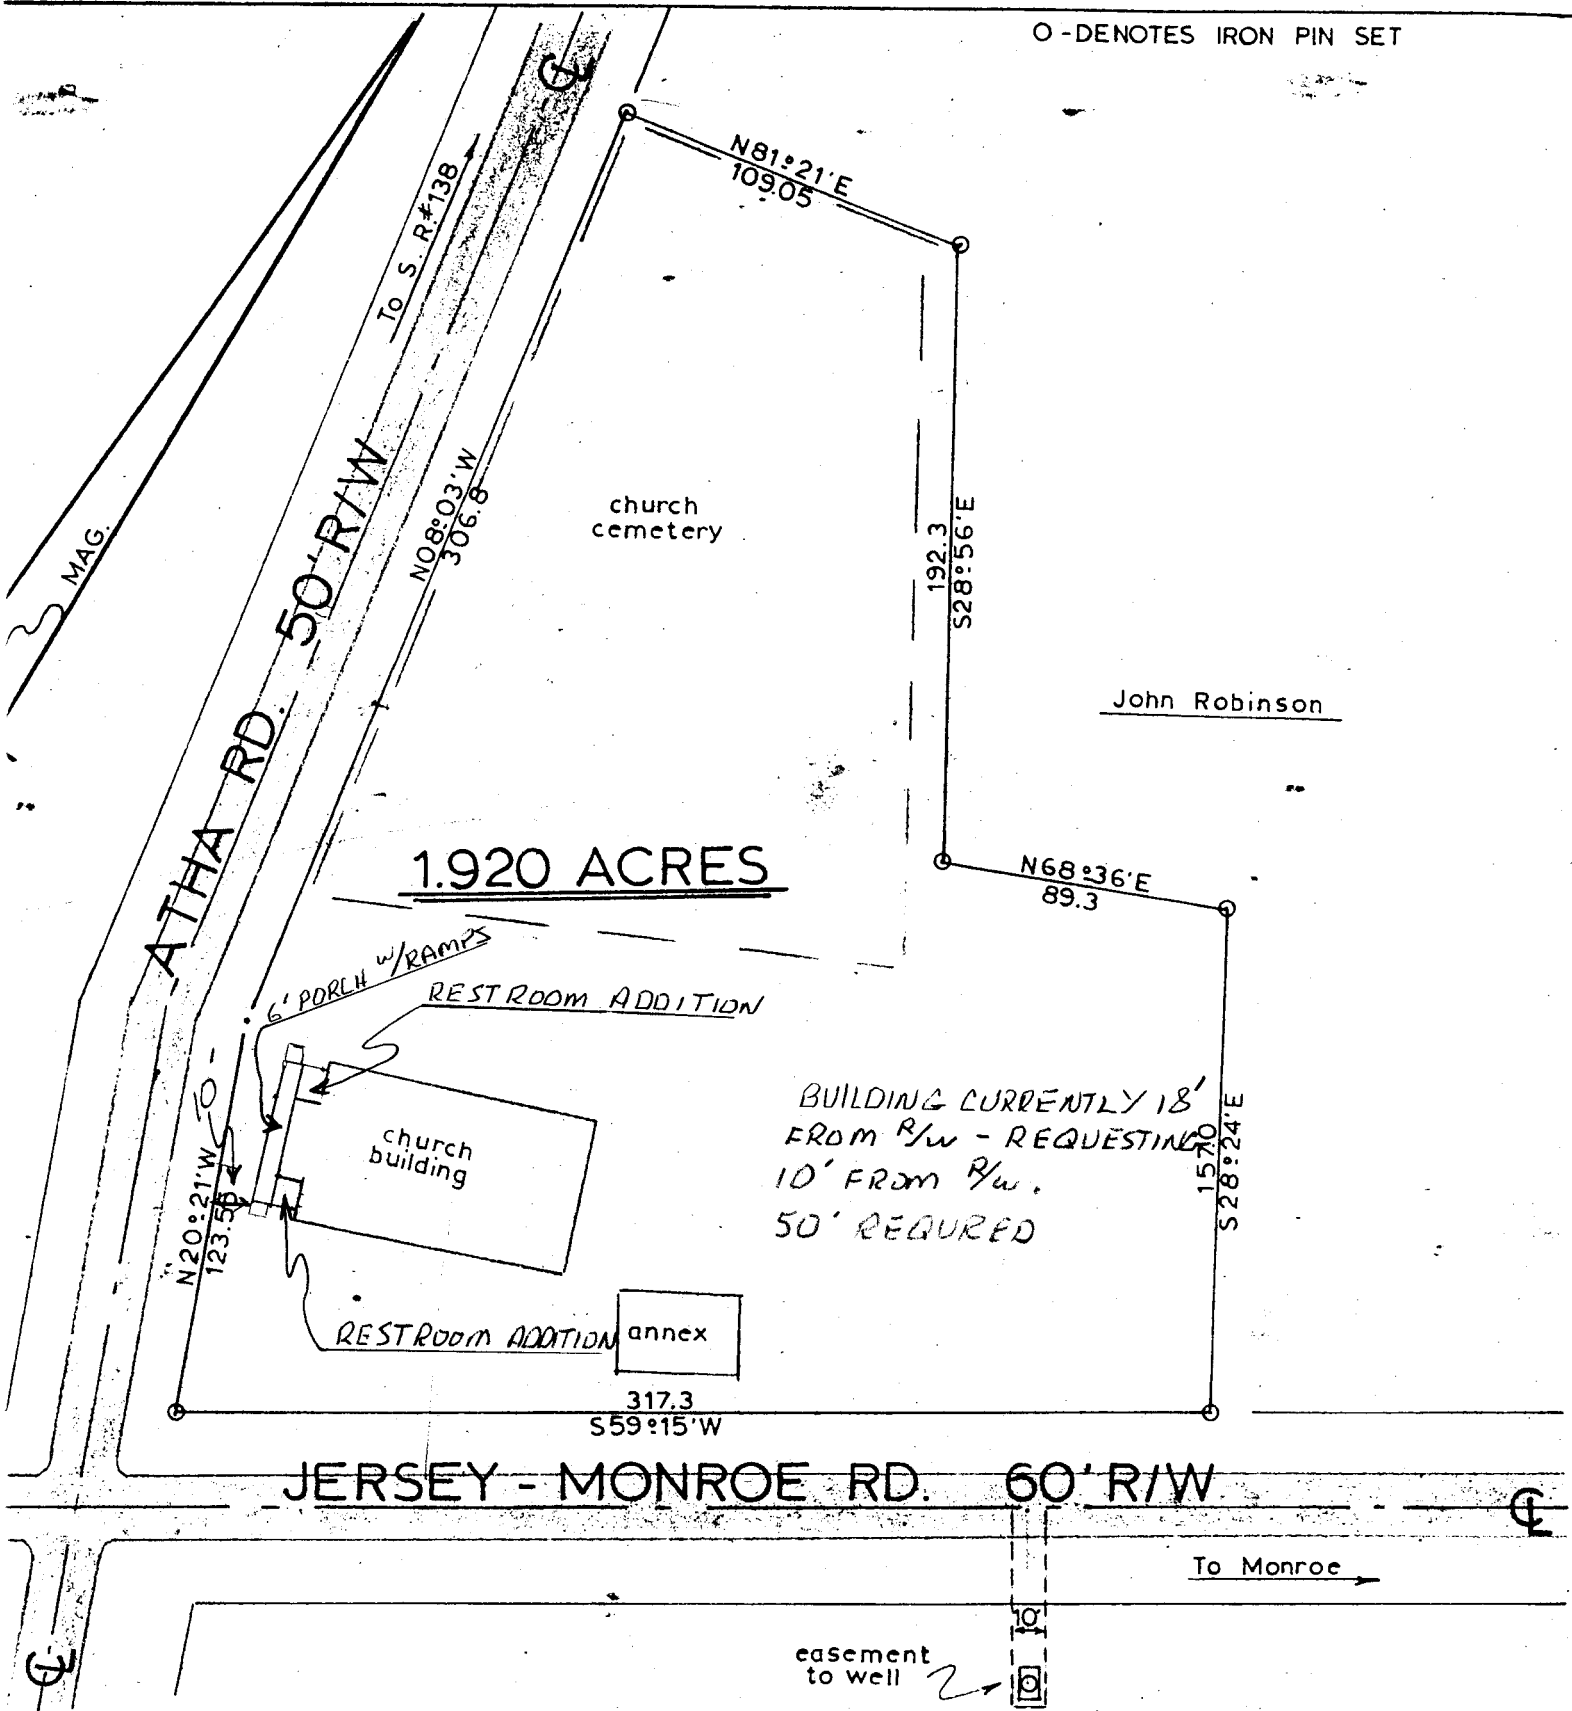 O - DENOTES IRON PIN SET
℄
N81°21'E
109.05
To S. R. #138
MAG.
ATHA RD. 50' R/W
N08°03'W
306.8
church
cemetery
192.3
S28°56'E
John Robinson
1.920 ACRES
N68°36'E
89.3
6' PORCH W/RAMPS
RESTROOM ADDITION
church
building
BUILDING CURRENTLY 18'
FROM R/W - REQUESTING
10' FROM R/W.
50' REQURED
157.0
S28°24'E
N20°21'W
10'
RESTROOM ADDITION
annex
317.3
S59°15'W
JERSEY - MONROE RD. 60' R/W
℄
To Monroe
10'
easement
to well
℄